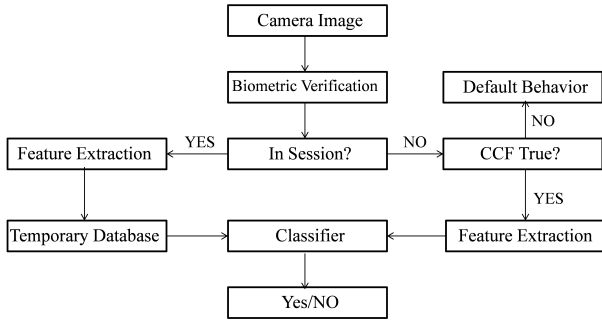 Camera Image
Biometric Verification
Default Behavior
NO
YES
NO
Feature Extraction
In Session?
CCF True?
YES
Temporary Database
Classifier
Feature Extraction
Yes/NO